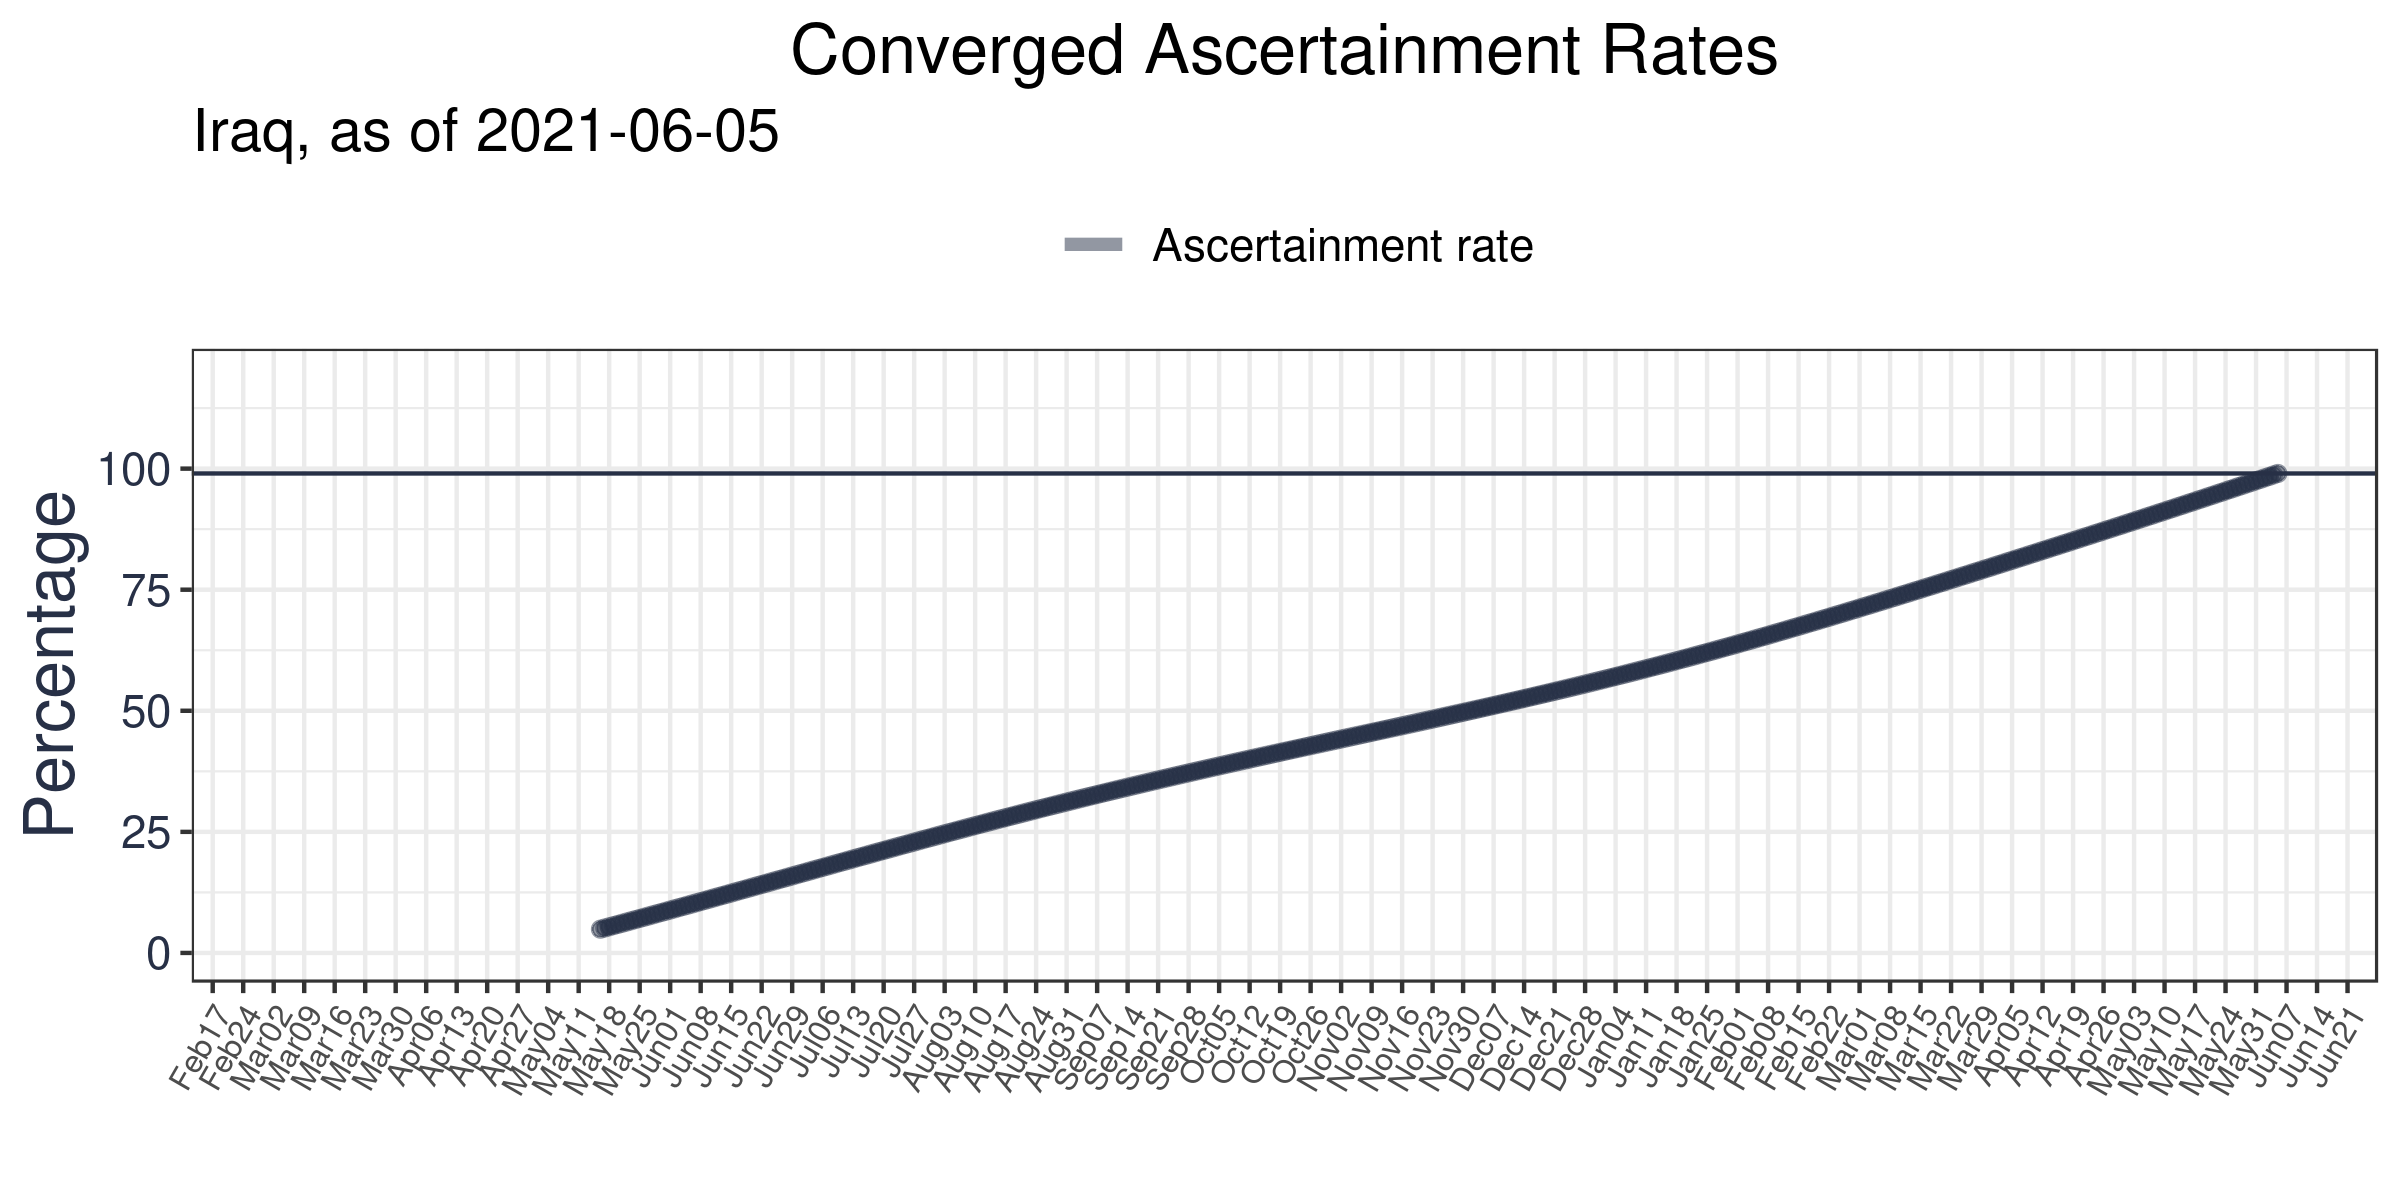 Converged Ascertainment Rates
Iraq, as of 2021-06-05
Ascertainment rate
Percentage
100
75
50
25
0
Feb17
Feb24
Mar02
Mar09
Mar16
Mar23
Mar30
Apr06
Apr13
Apr20
Apr27
May04
May11
May18
May25
Jun01
Jun08
Jun15
Jun22
Jun29
Jul06
Jul13
Jul20
Jul27
Aug03
Aug10
Aug17
Aug24
Aug31
Sep07
Sep14
Sep21
Sep28
Oct05
Oct12
Oct19
Oct26
Nov02
Nov09
Nov16
Nov23
Nov30
Dec07
Dec14
Dec21
Dec28
Jan04
Jan11
Jan18
Jan25
Feb01
Feb08
Feb15
Feb22
Mar01
Mar08
Mar15
Mar22
Mar29
Apr05
Apr12
Apr19
Apr26
May03
May10
May17
May24
May31
Jun07
Jun14
Jun21